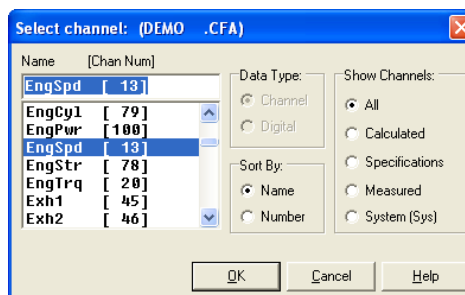 Select channel: (DEMO .CFA)
Name [Chan Num]
EngSpd [ 13]
EngCyl [ 79]
EngPwr [100]
EngSpd [ 13]
EngStr [ 78]
EngTrq [ 20]
Exh1 [ 45]
Exh2 [ 46]
Data Type:
Channel
Digital
Sort By:
Name
Number
Show Channels:
All
Calculated
Specifications
Measured
System (Sys)
OK
Cancel
Help